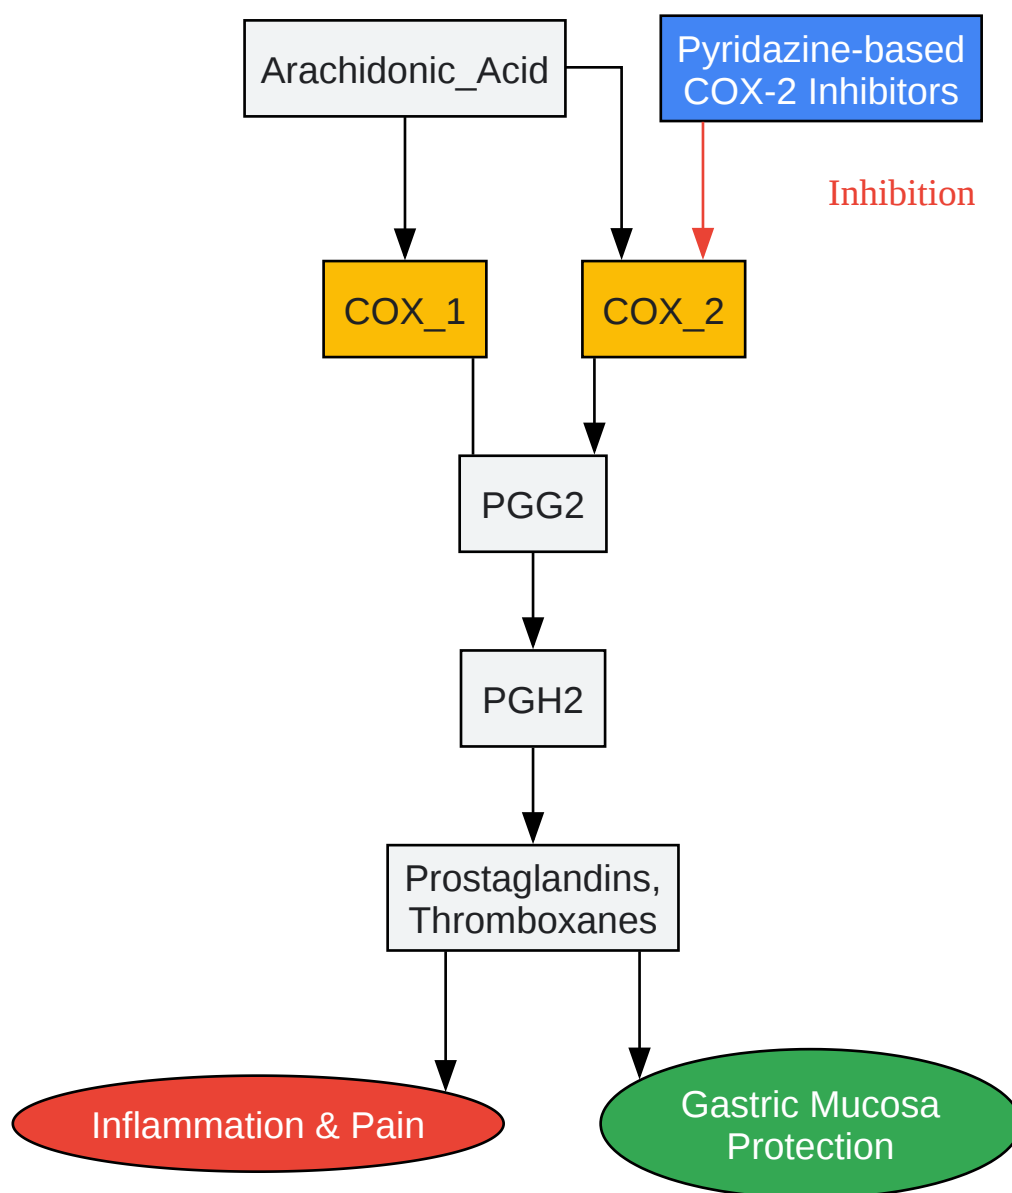 Arachidonic_Acid
Pyridazine-based
COX-2 Inhibitors
Inhibition
COX_1
COX_2
PGG2
PGH2
Prostaglandins,
Thromboxanes
Inflammation & Pain
Gastric Mucosa
Protection